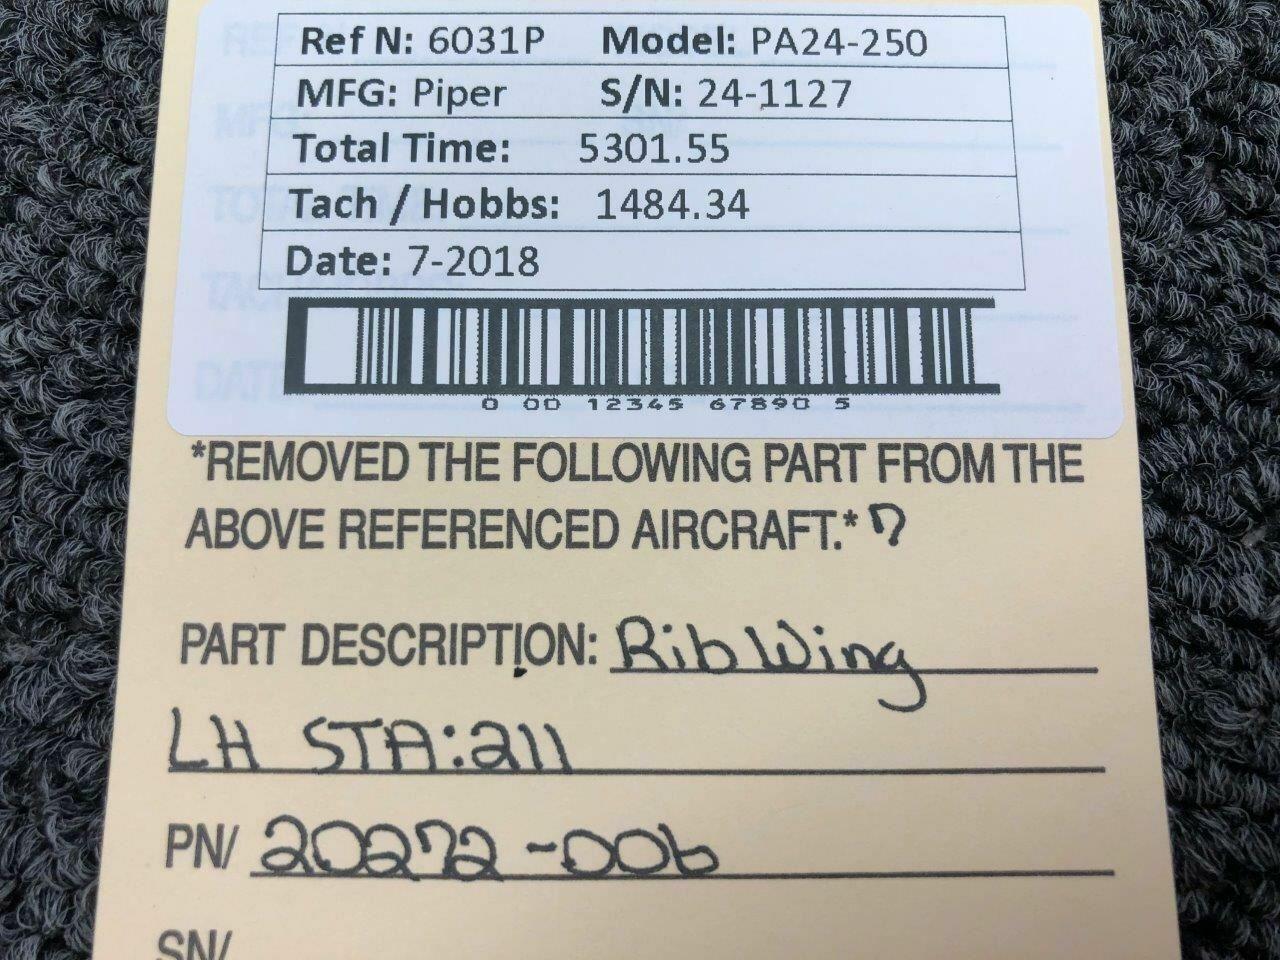 Ref N: 6031P Model: PA24-250
MFG: Piper S/N: 24-1127
Total Time: 5301.55
Tach / Hobbs: 1484.34
Date: 7-2018
0 00 12345 67890 5
*REMOVED THE FOLLOWING PART FROM THE
ABOVE REFERENCED AIRCRAFT.* 7
PART DESCRIPTION: Rib Wing
LH STA:211
PN/ 20272-006
SN/